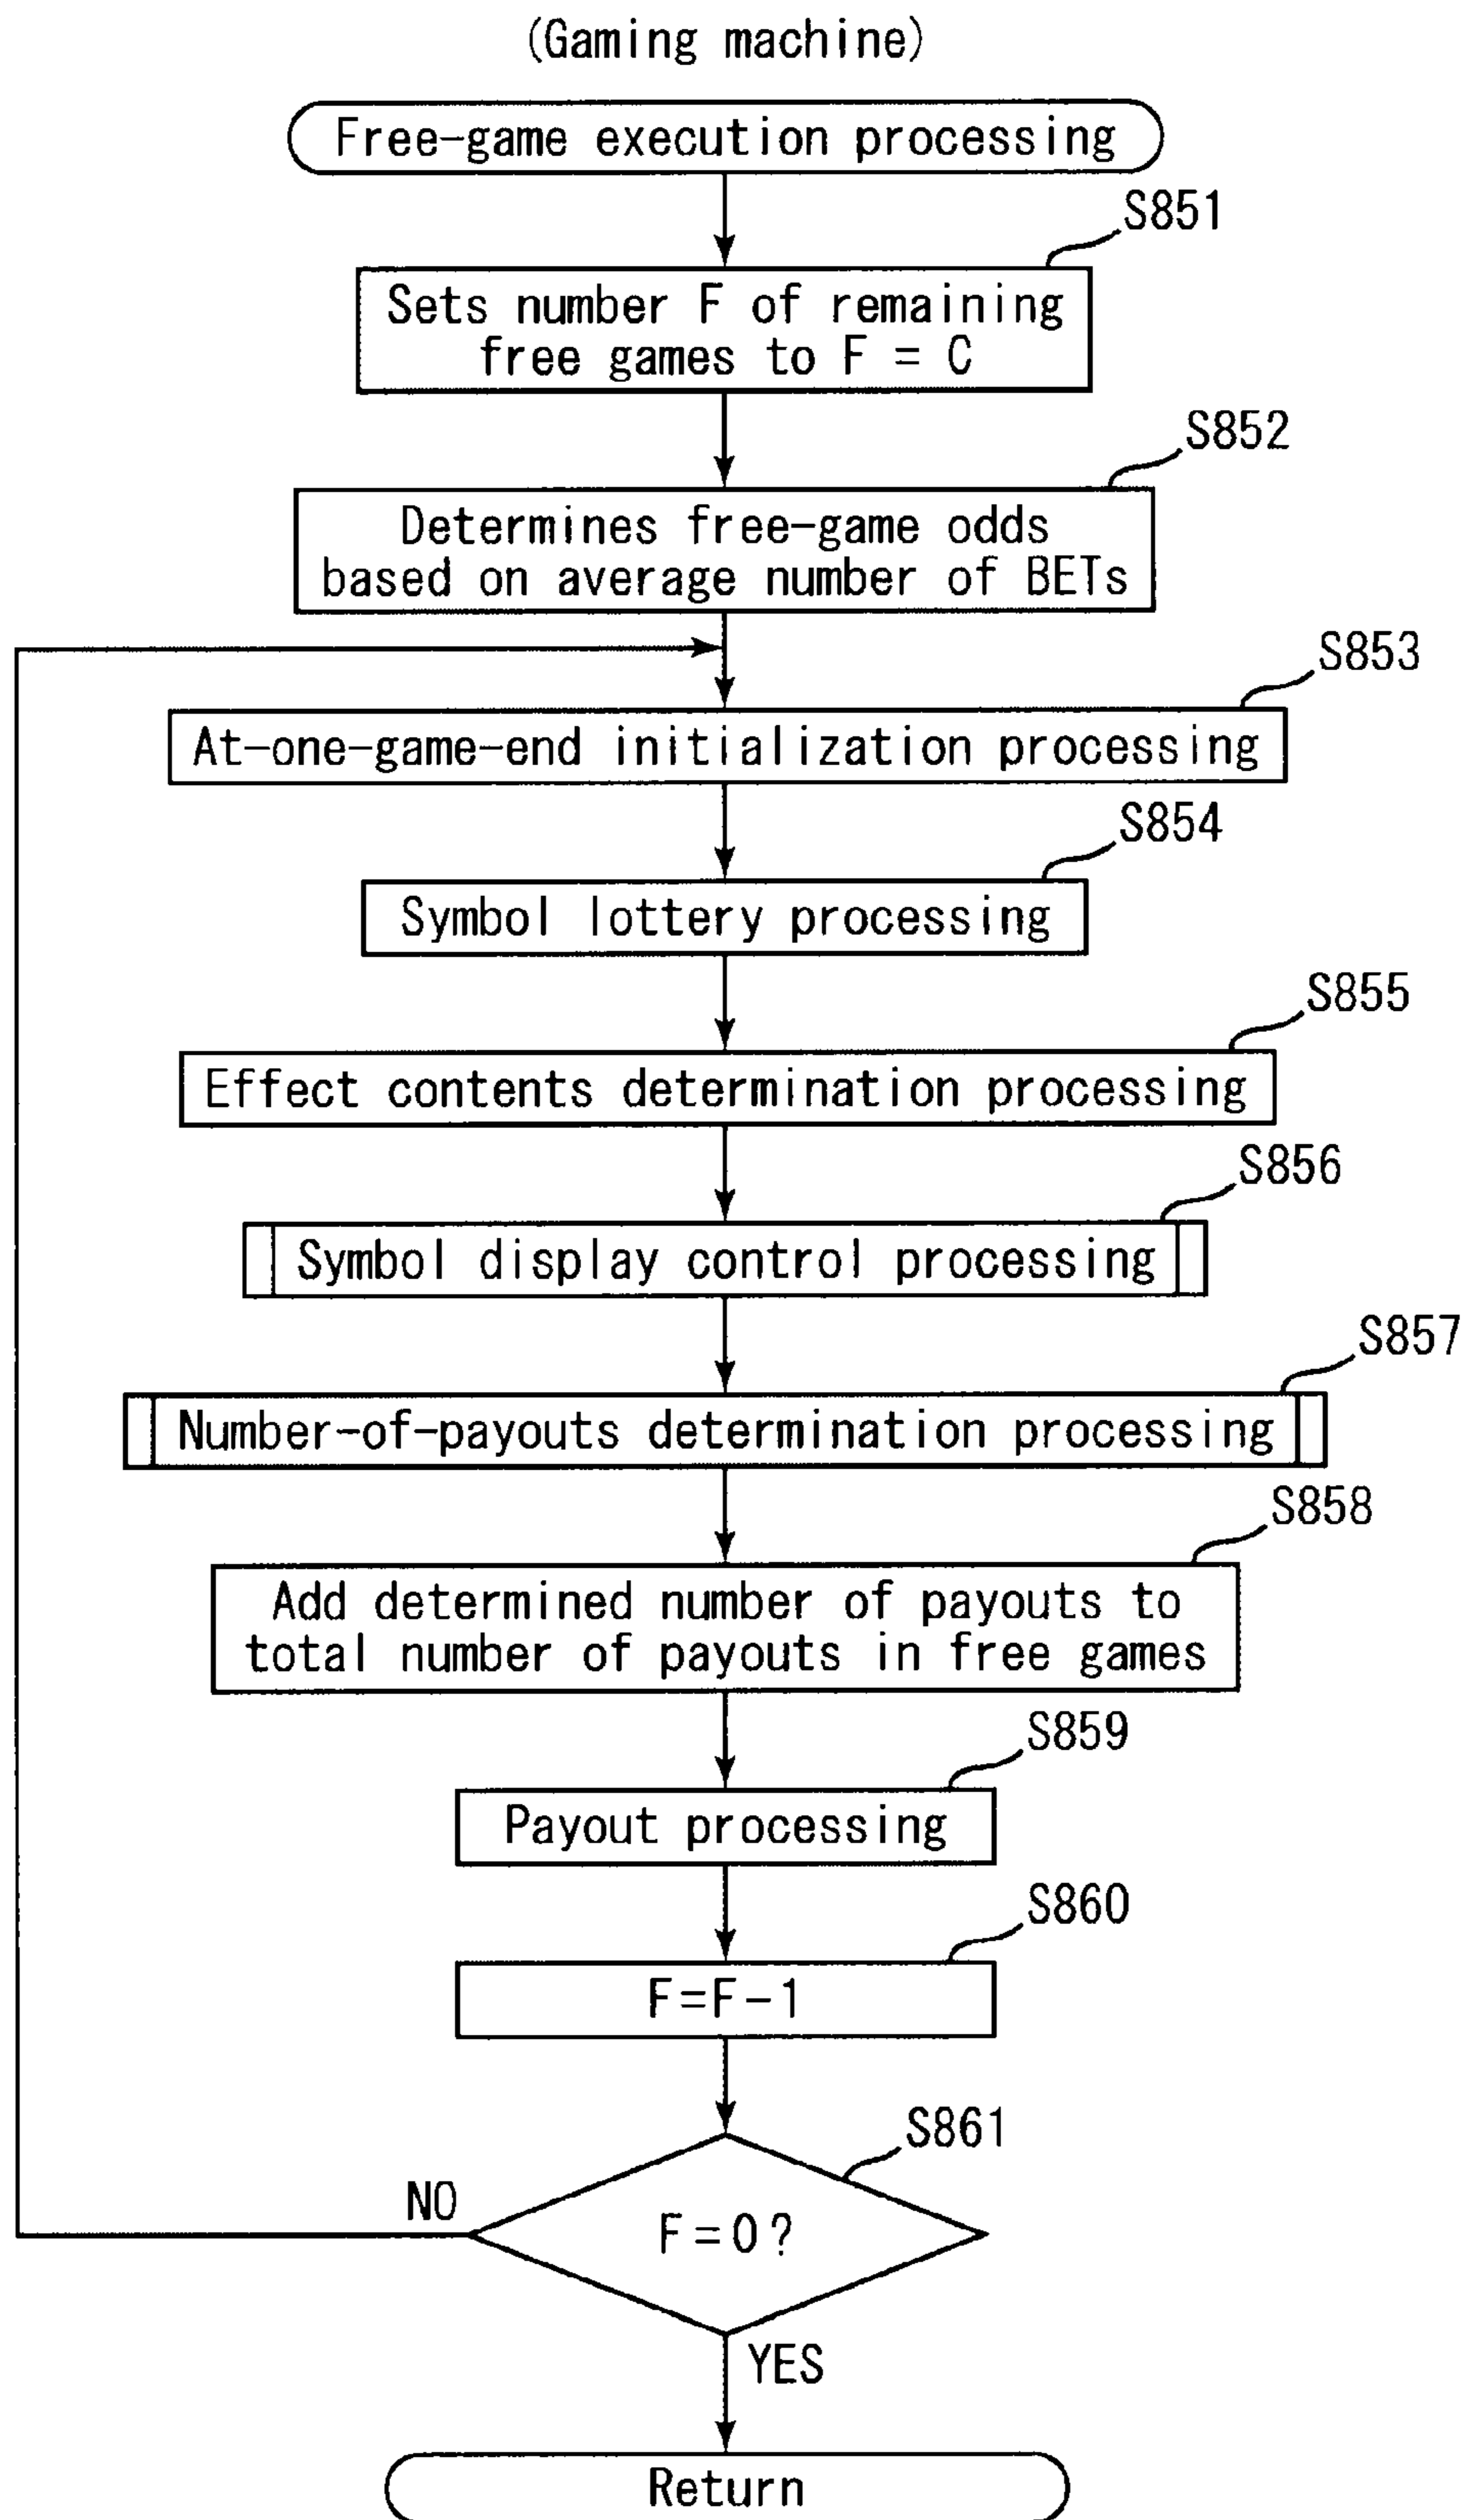 (Gaming machine)
Free-game execution processing
S851
Sets number F of remaining
free games to F = C
S852
Determines free-game odds
based on average number of BETs
S853
At-one-game-end initialization processing
S854
Symbol lottery processing
S855
Effect contents determination processing
S856
Symbol display control processing
S857
Number-of-payouts determination processing
S858
Add determined number of payouts to
total number of payouts in free games
S859
Payout processing
S860
F=F-1
S861
NO
F=0?
YES
Return